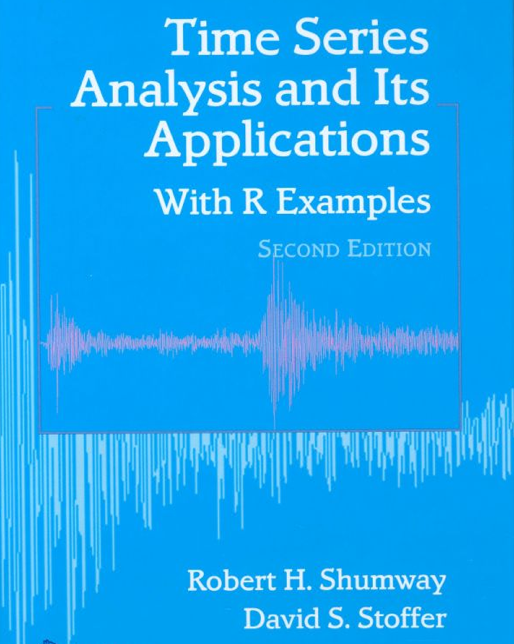 Time Series
Analysis and Its
Applications
With R Examples
SECOND EDITION
Robert H. Shumway
David S. Stoffer